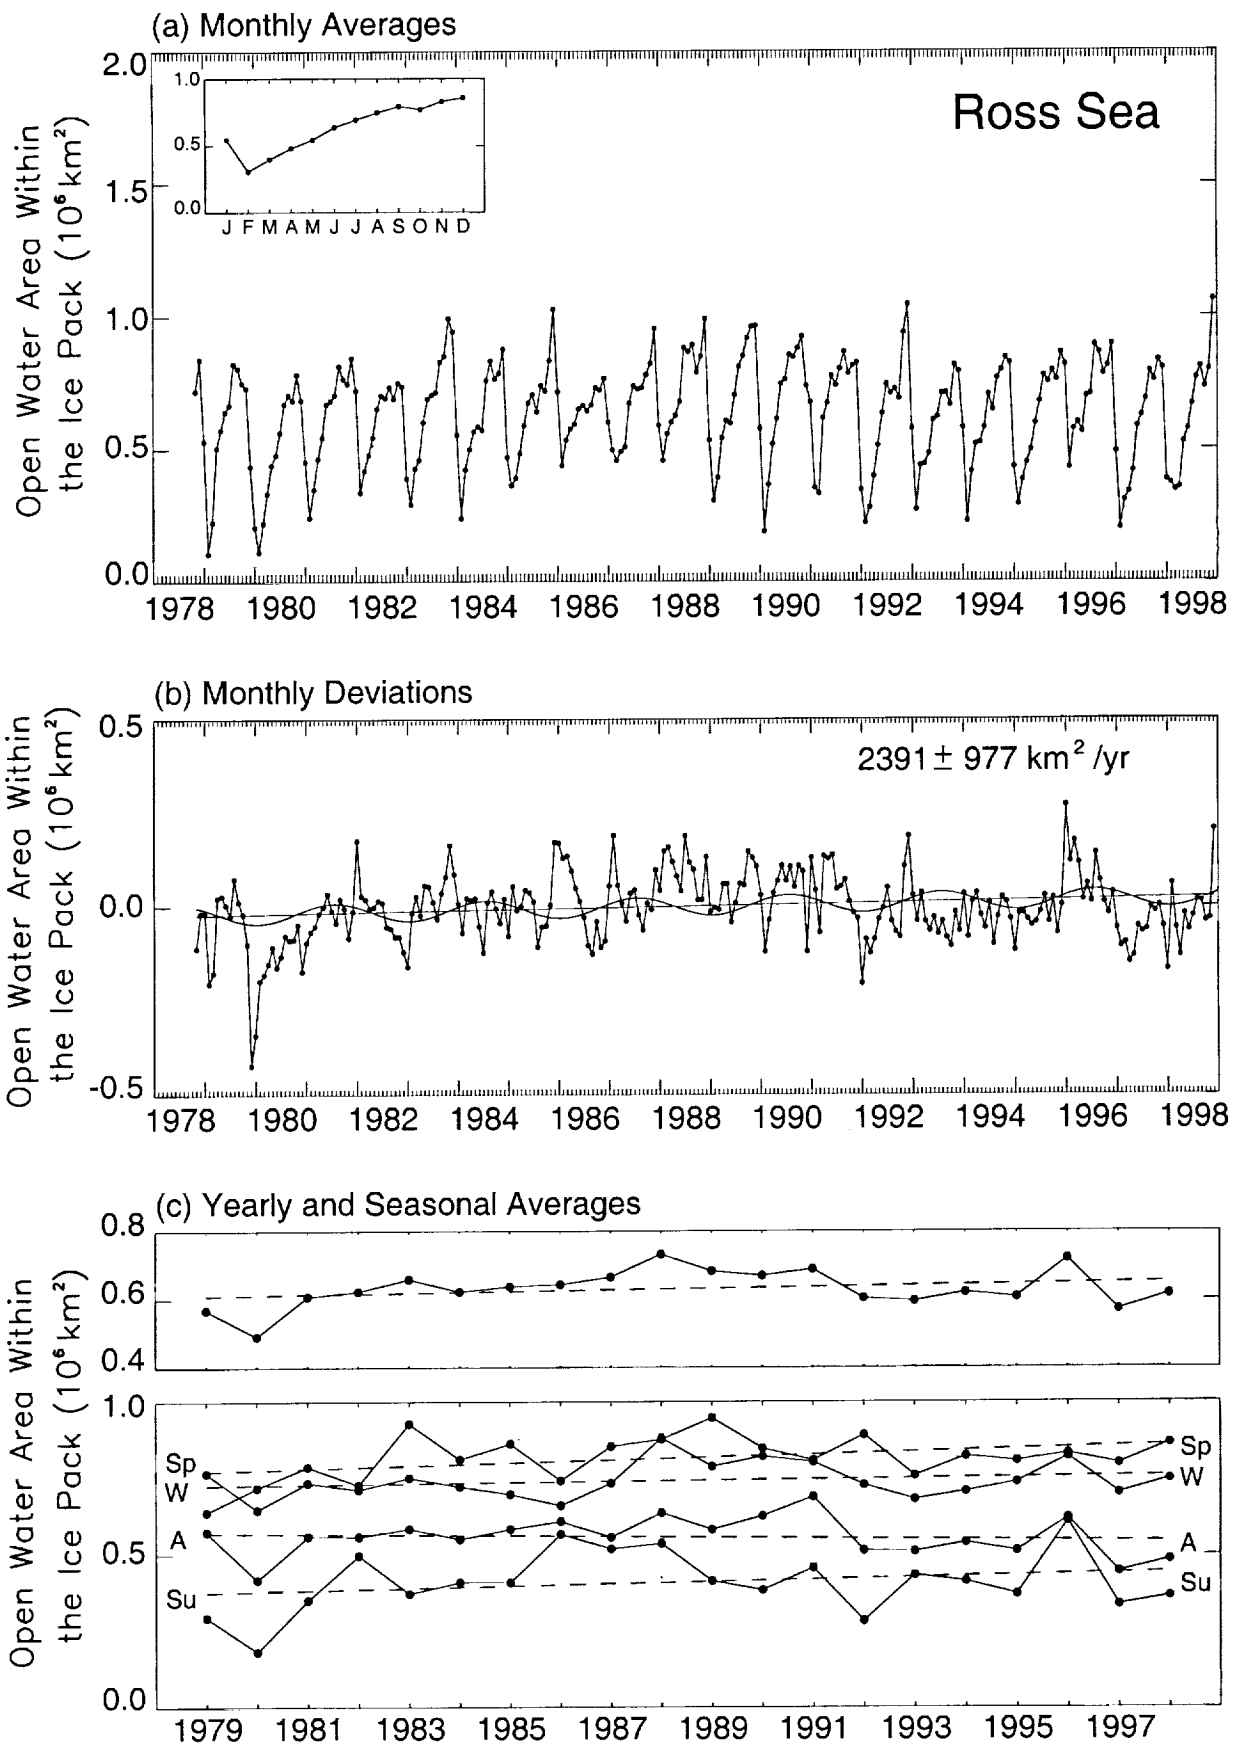 (a) Monthly Averages
Open Water Area Within
the Ice Pack (10⁶ km²)
2.0
1.5
1.0
0.5
0.0
1.0
0.5
0.0
J F M A M J J A S O N D
Ross Sea
1978 1980 1982 1984 1986 1988 1990 1992 1994 1996 1998
(b) Monthly Deviations
Open Water Area Within
the Ice Pack (10⁶ km²)
0.5
0.0
-0.5
2391 ± 977 km² /yr
1978 1980 1982 1984 1986 1988 1990 1992 1994 1996 1998
(c) Yearly and Seasonal Averages
Open Water Area Within
the Ice Pack (10⁶ km²)
0.8
0.6
0.4
1.0
0.5
0.0
Sp
W
A
Su
Sp
W
A
Su
1979 1981 1983 1985 1987 1989 1991 1993 1995 1997